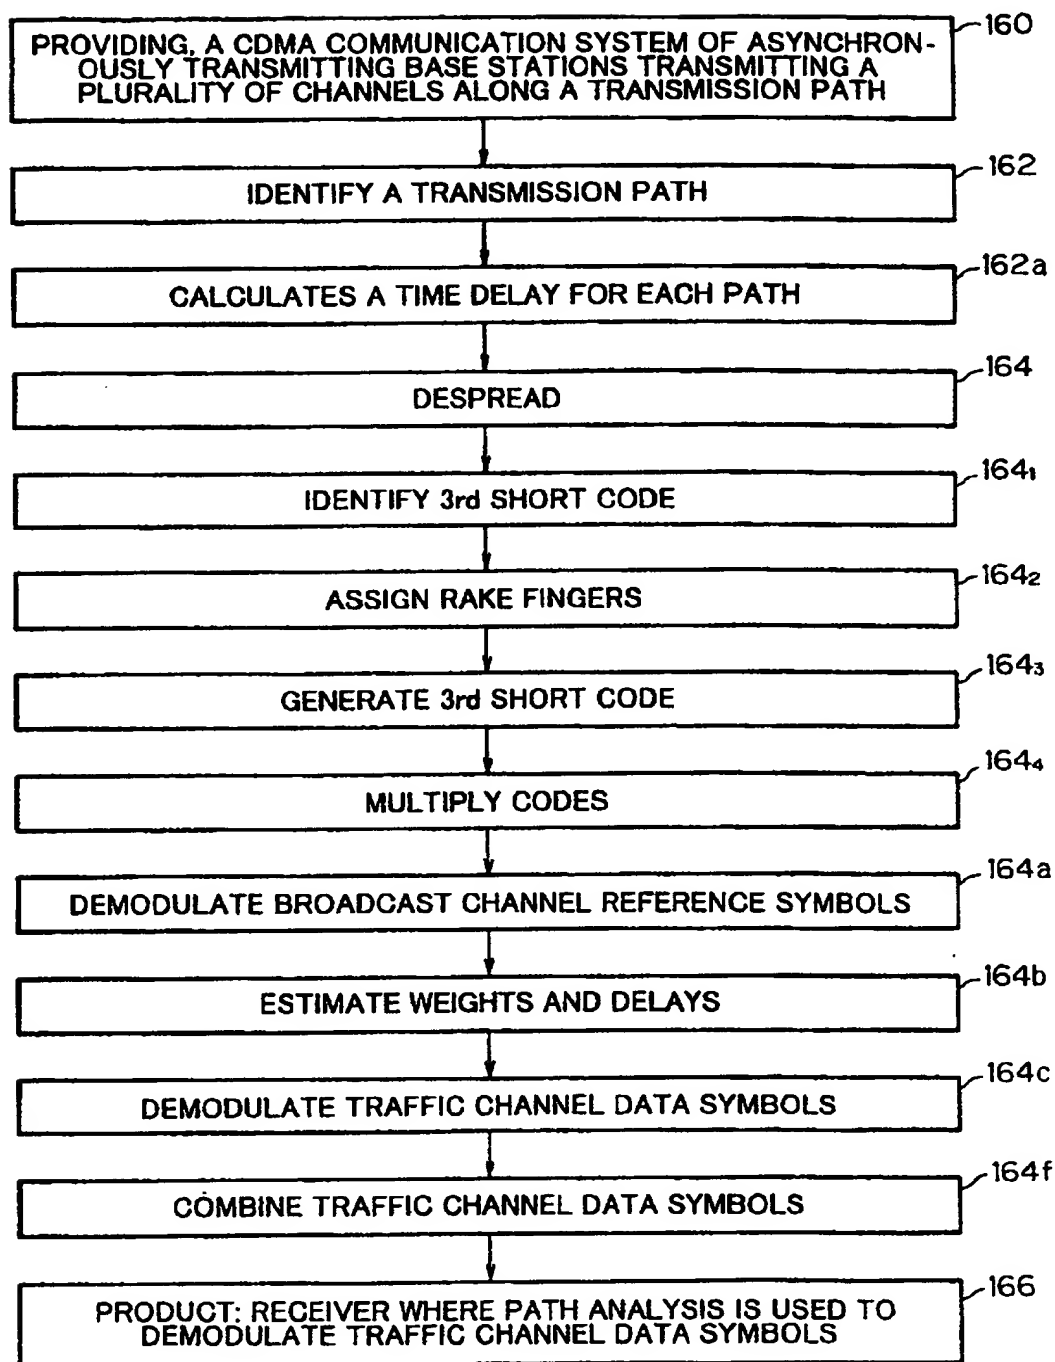 160
PROVIDING, A CDMA COMMUNICATION SYSTEM OF ASYNCHRON-
OUSLY TRANSMITTING BASE STATIONS TRANSMITTING A
PLURALITY OF CHANNELS ALONG A TRANSMISSION PATH
162
IDENTIFY A TRANSMISSION PATH
162a
CALCULATES A TIME DELAY FOR EACH PATH
164
DESPREAD
164₁
IDENTIFY 3rd SHORT CODE
164₂
ASSIGN RAKE FINGERS
164₃
GENERATE 3rd SHORT CODE
164₄
MULTIPLY CODES
164a
DEMODULATE BROADCAST CHANNEL REFERENCE SYMBOLS
164b
ESTIMATE WEIGHTS AND DELAYS
164c
DEMODULATE TRAFFIC CHANNEL DATA SYMBOLS
164f
COMBINE TRAFFIC CHANNEL DATA SYMBOLS
166
PRODUCT: RECEIVER WHERE PATH ANALYSIS IS USED TO
DEMODULATE TRAFFIC CHANNEL DATA SYMBOLS